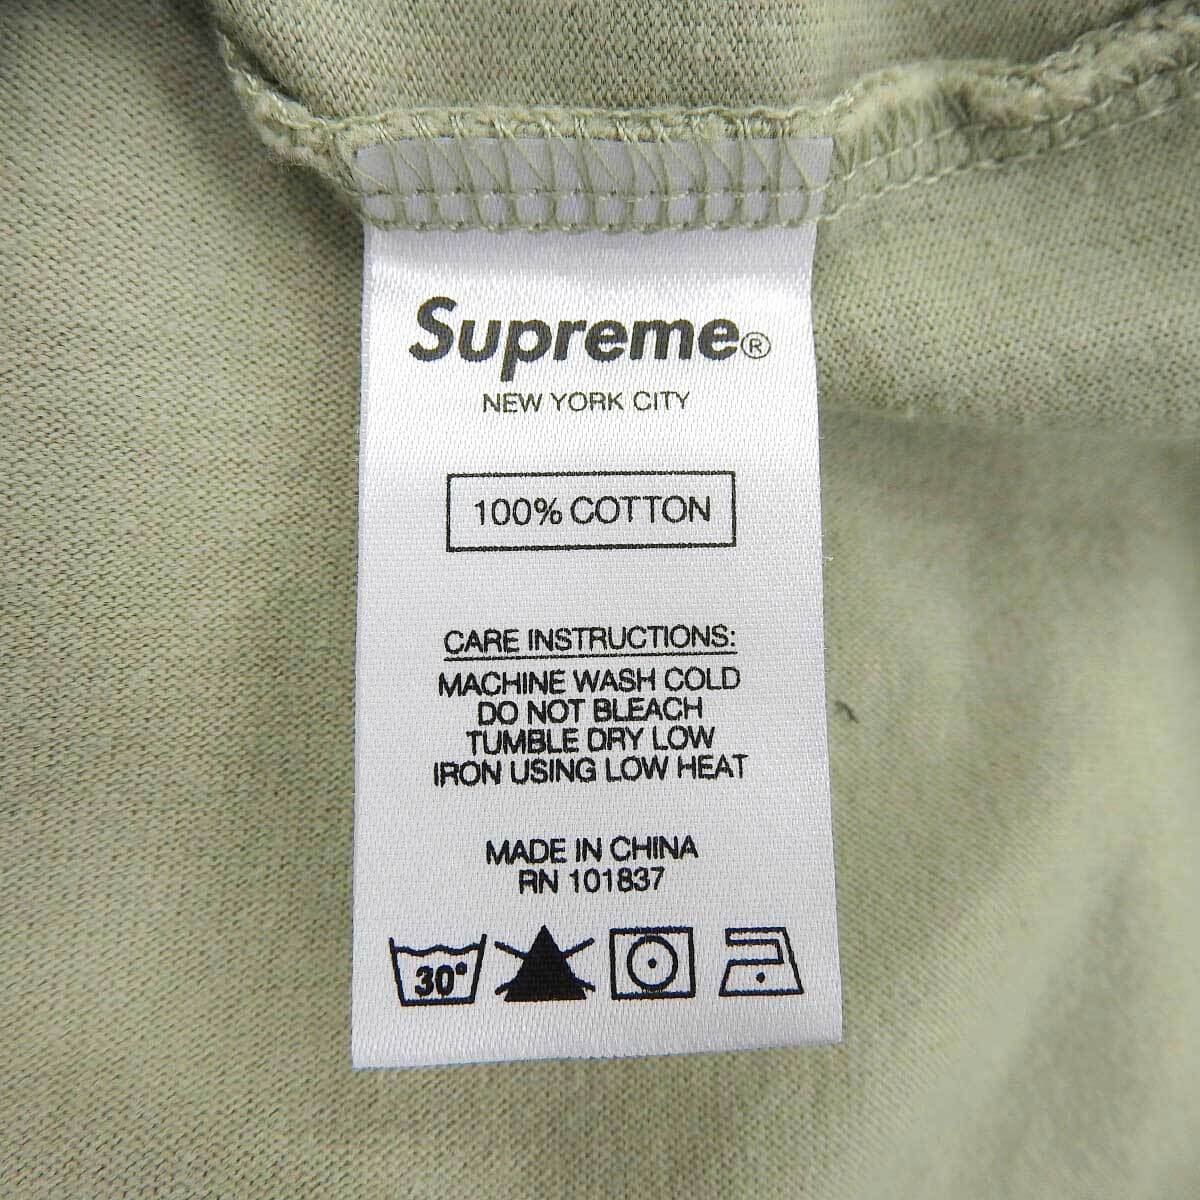 Supreme®
NEW YORK CITY
100% COTTON
CARE INSTRUCTIONS:
MACHINE WASH COLD
DO NOT BLEACH
TUMBLE DRY LOW
IRON USING LOW HEAT
MADE IN CHINA
RN 101837
30°